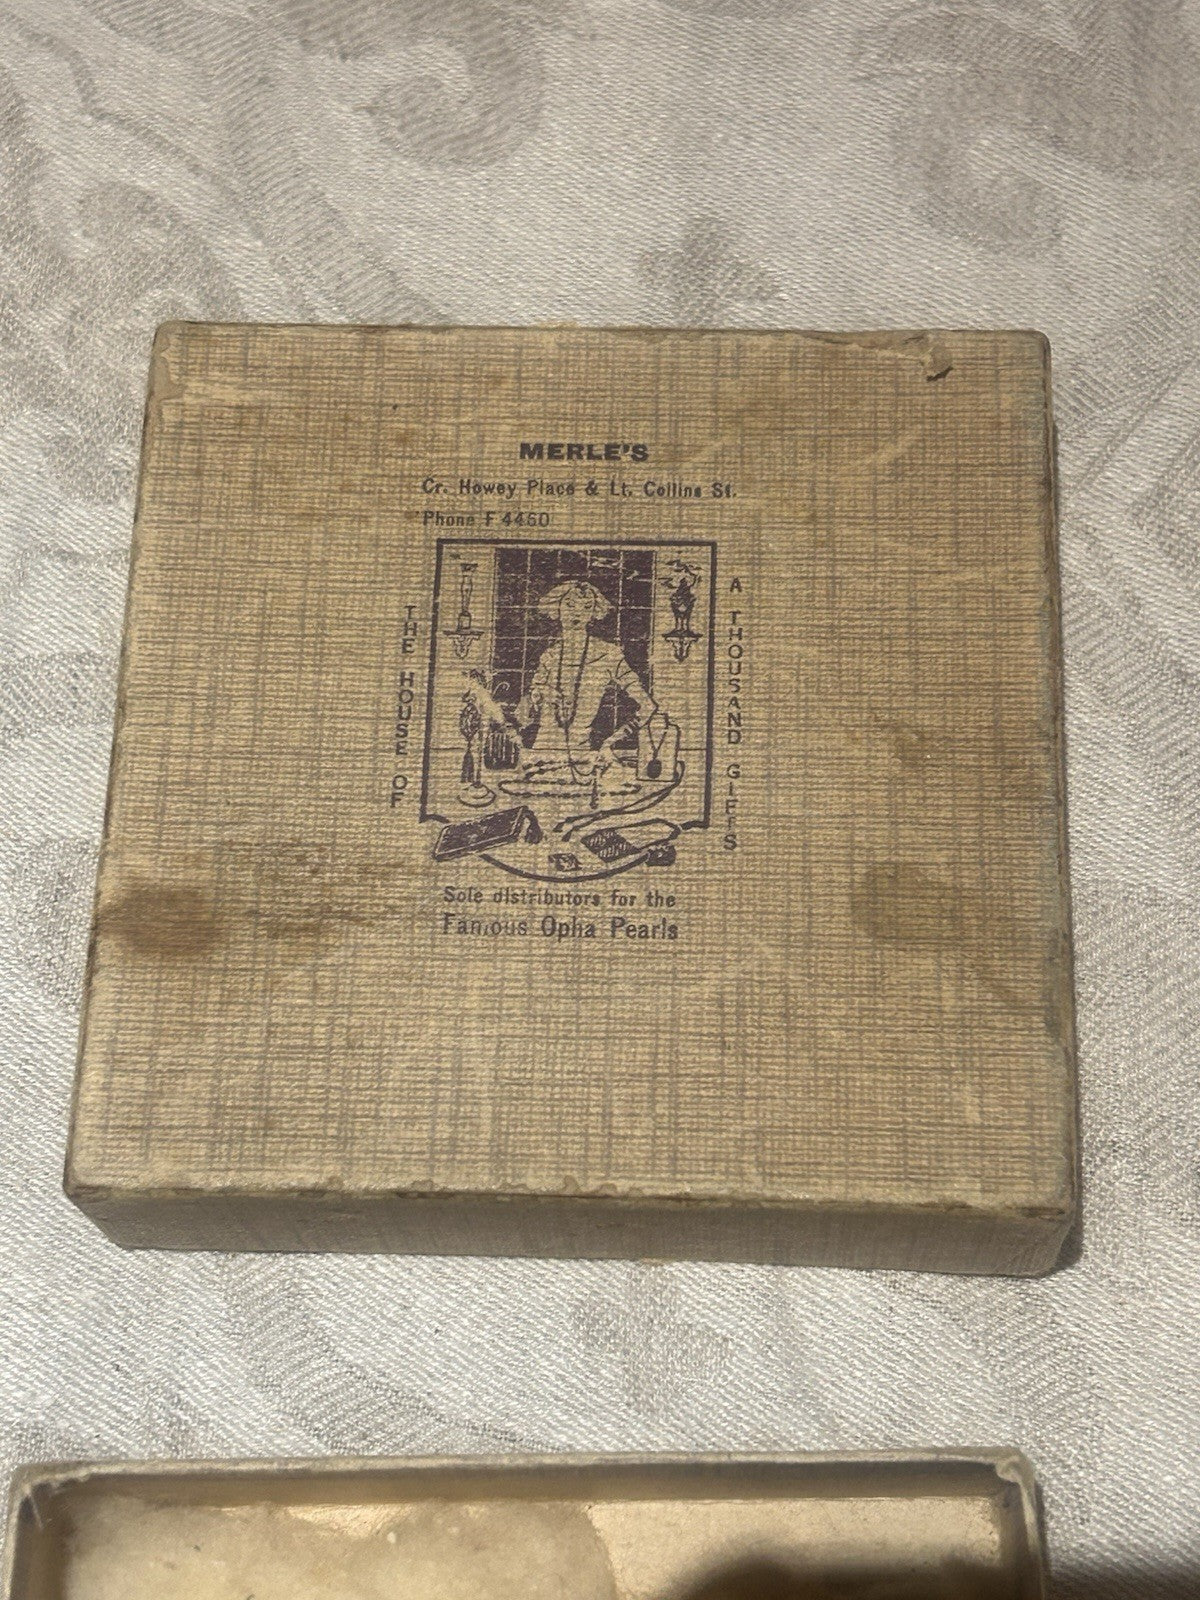 MERLE'S
Cr. Howey Place & Lt. Collins St.
Phone F 4460
THE HOUSE OF
A THOUSAND GIFTS
Sole distributors for the
Famous Opha Pearls